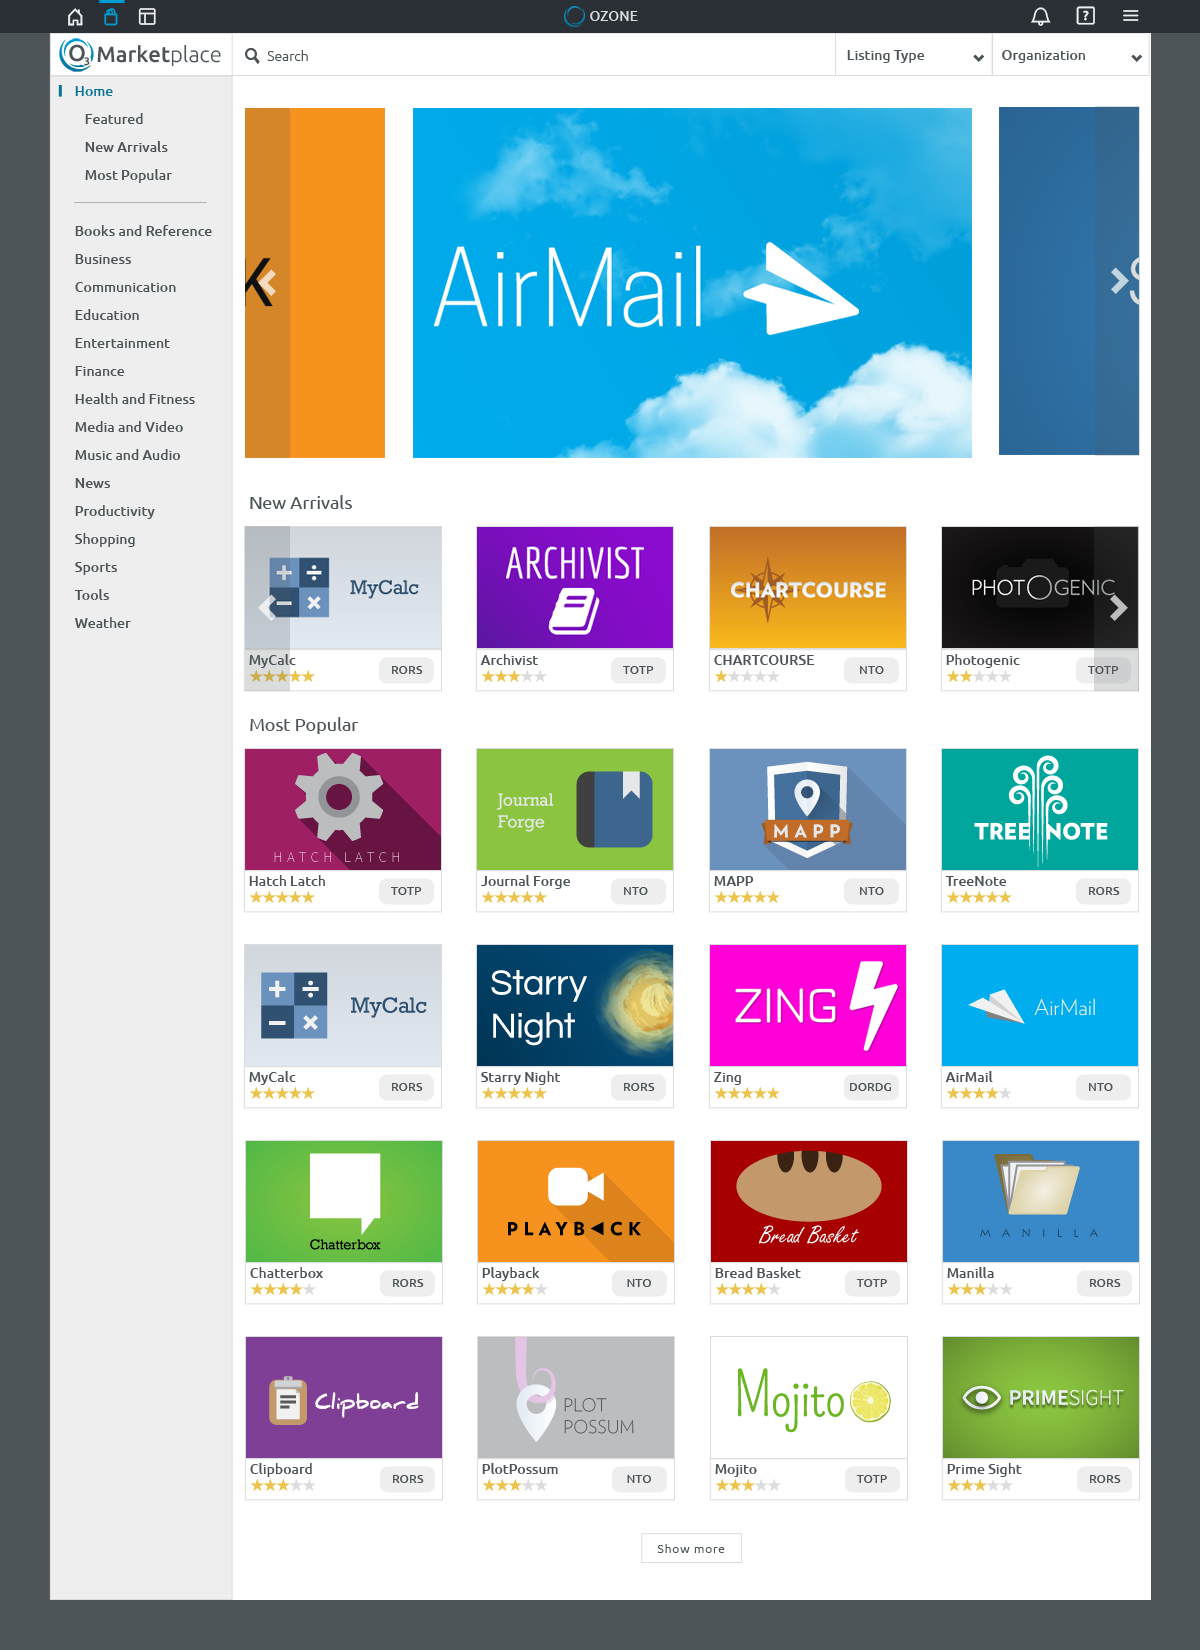 OZONE
?
O3 Marketplace
Search
Listing Type
Organization
Home
Featured
New Arrivals
Most Popular
Books and Reference
Business
Communication
Education
Entertainment
Finance
Health and Fitness
Media and Video
Music and Audio
News
Productivity
Shopping
Sports
Tools
Weather
K
AirMail
S
New Arrivals
MyCalc
MyCalc
RORS
ARCHIVIST
Archivist
TOTP
CHARTCOURSE
CHARTCOURSE
NTO
PHOTOGENIC
Photogenic
TOTP
Most Popular
HATCH LATCH
Hatch Latch
TOTP
Journal
Forge
Journal Forge
NTO
MAPP
MAPP
NTO
TREE NOTE
TreeNote
RORS
MyCalc
MyCalc
RORS
Starry
Night
Starry Night
RORS
ZING
Zing
DORDG
AirMail
AirMail
NTO
Chatterbox
Chatterbox
RORS
PLAYB◀CK
Playback
NTO
Bread Basket
Bread Basket
TOTP
MANILLA
Manilla
RORS
Clipboard
Clipboard
RORS
PLOT
POSSUM
PlotPossum
NTO
Mojito
Mojito
TOTP
PRIMESIGHT
Prime Sight
RORS
Show more